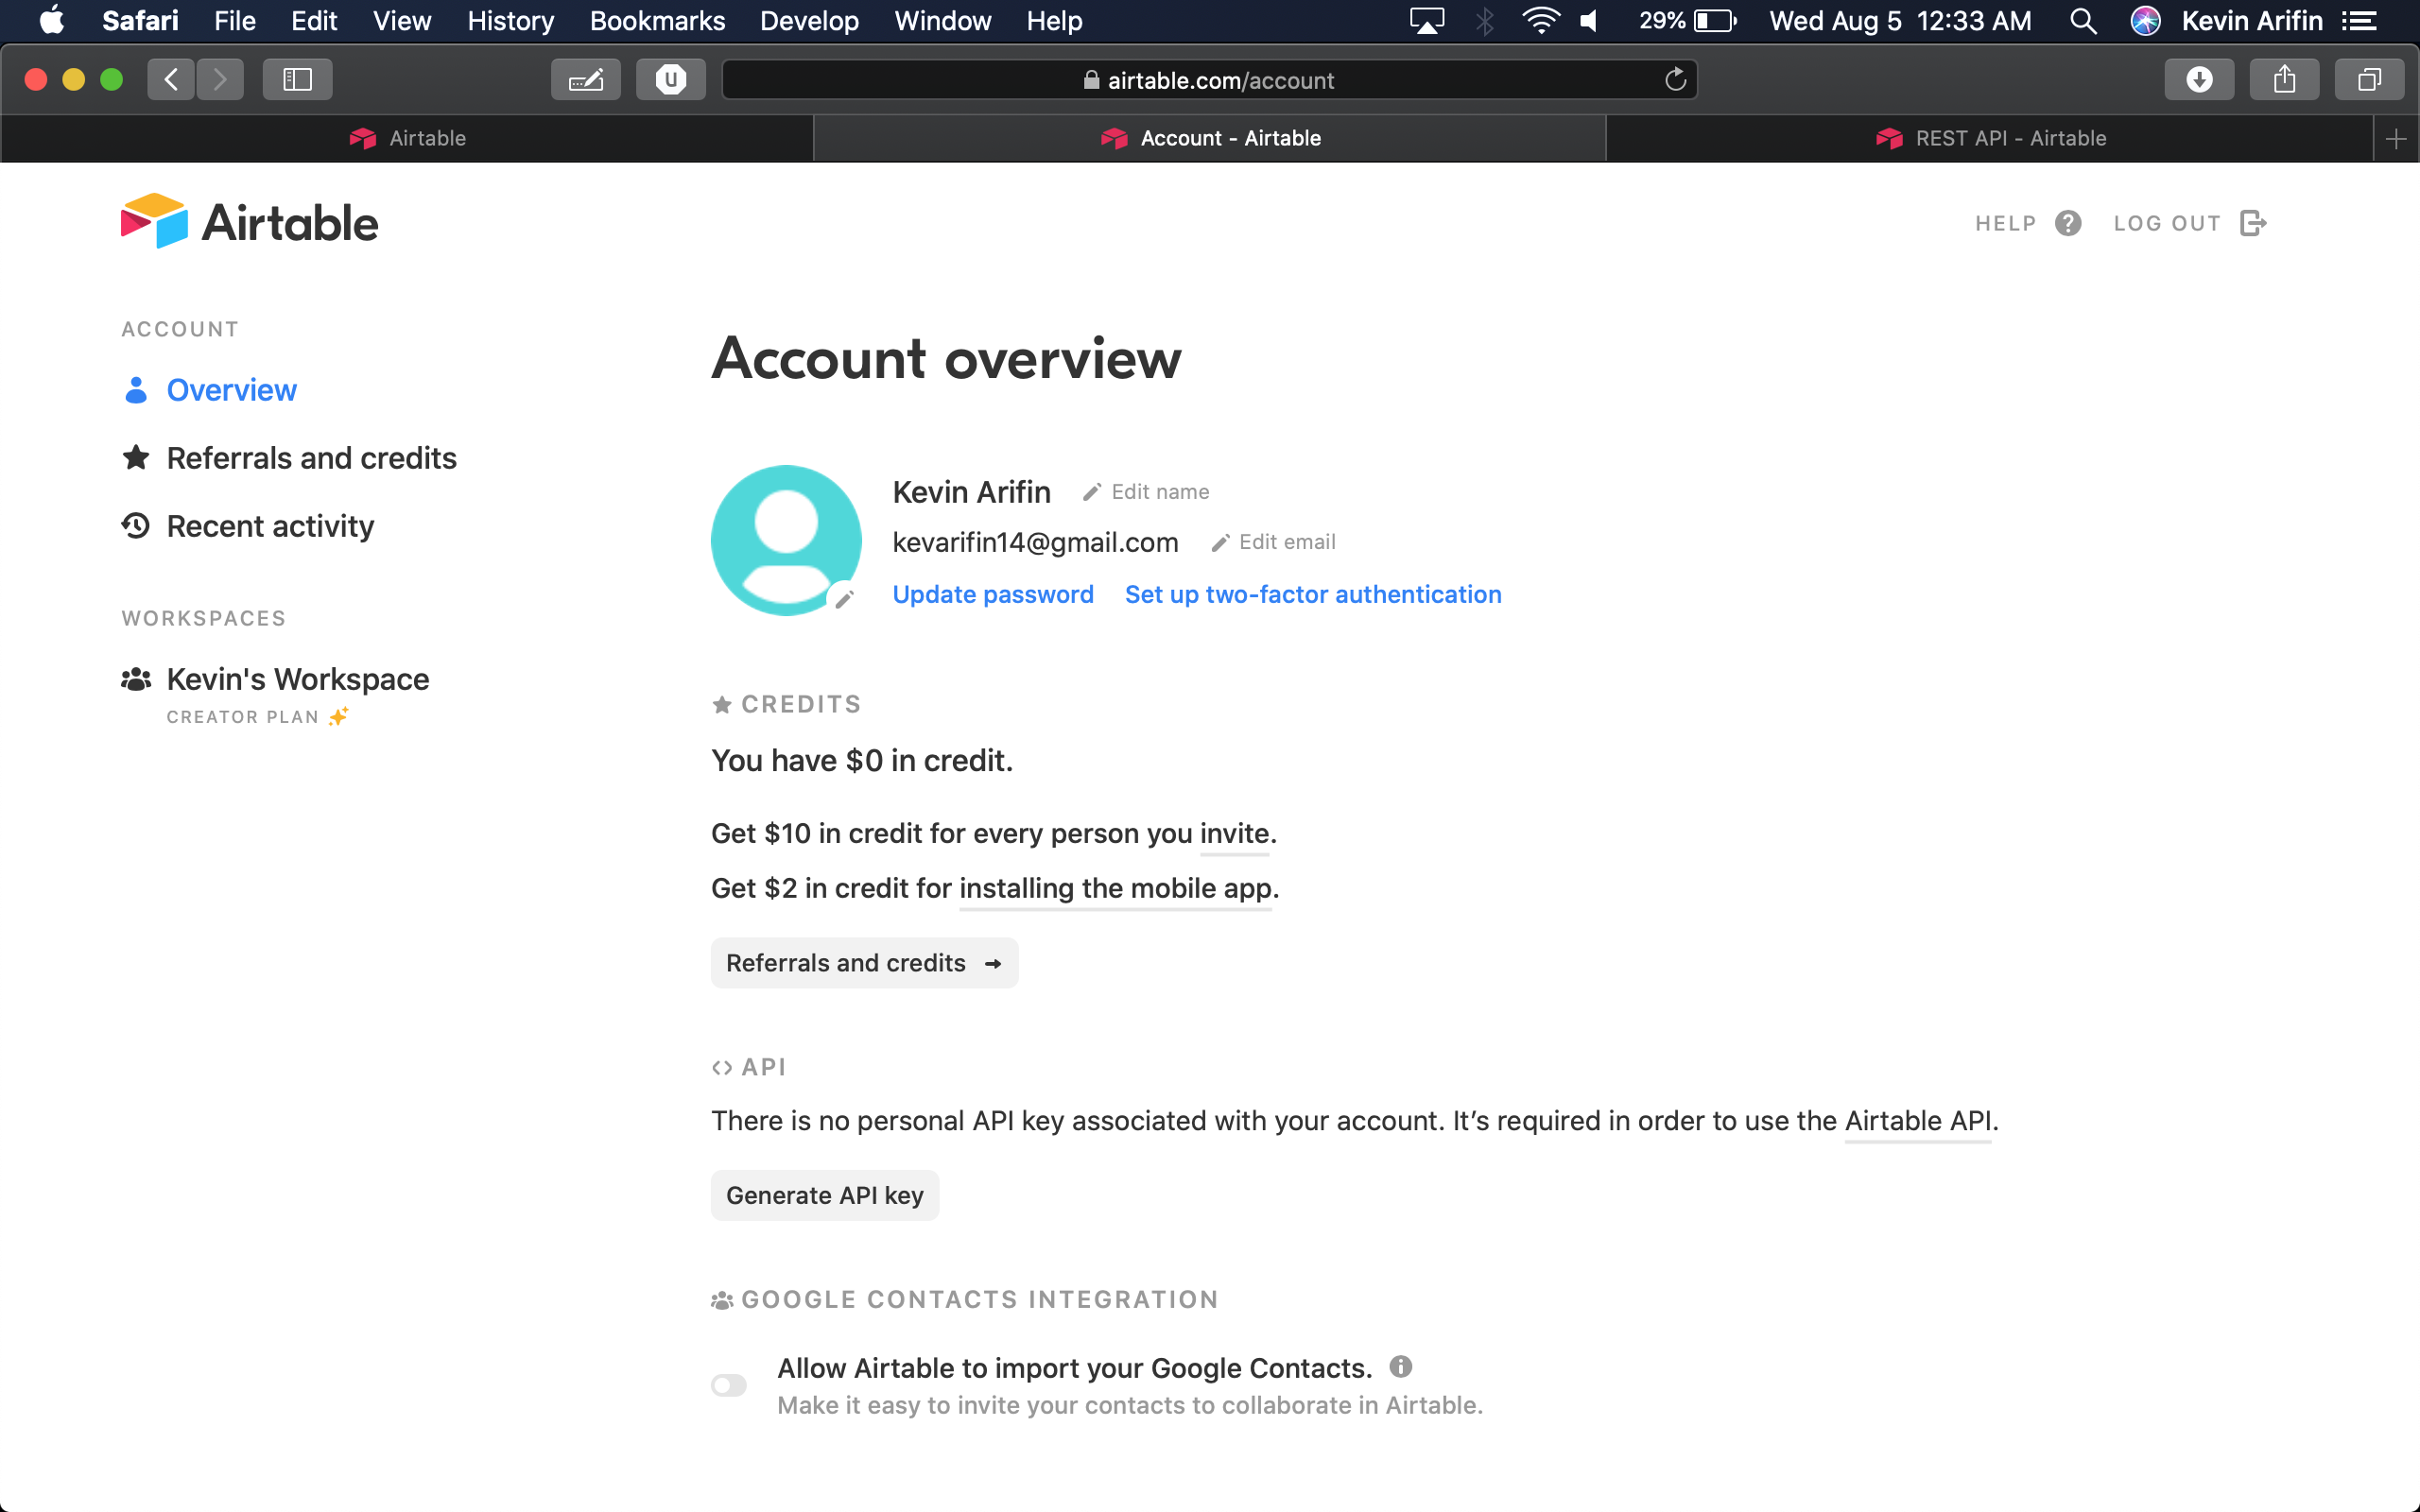 Safari File Edit View History Bookmarks Develop Window Help 29% Wed Aug 5 12:33 AM Kevin Arifin
airtable.com/account
Airtable Account - Airtable REST API - Airtable
Airtable HELP LOG OUT
ACCOUNT
Overview
Referrals and credits
Recent activity
WORKSPACES
Kevin's Workspace
CREATOR PLAN
Account overview
Kevin Arifin Edit name
kevarifin14@gmail.com Edit email
Update password Set up two-factor authentication
CREDITS
You have $0 in credit.
Get $10 in credit for every person you invite.
Get $2 in credit for installing the mobile app.
Referrals and credits
API
There is no personal API key associated with your account. It’s required in order to use the Airtable API.
Generate API key
GOOGLE CONTACTS INTEGRATION
Allow Airtable to import your Google Contacts.
Make it easy to invite your contacts to collaborate in Airtable.